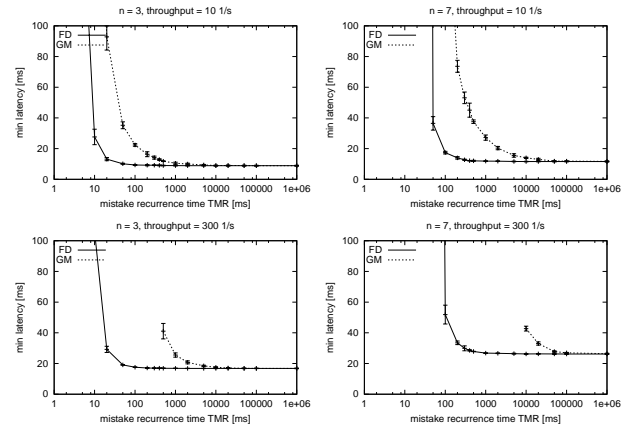 n = 3, throughput = 10 1/s
min latency [ms]
100
80
60
40
20
0
FD
GM
1 10 100 1000 10000 100000 1e+06
mistake recurrence time TMR [ms]
n = 7, throughput = 10 1/s
min latency [ms]
100
80
60
40
20
0
FD
GM
1 10 100 1000 10000 100000 1e+06
mistake recurrence time TMR [ms]
n = 3, throughput = 300 1/s
min latency [ms]
100
80
60
40
20
0
FD
GM
1 10 100 1000 10000 100000 1e+06
mistake recurrence time TMR [ms]
n = 7, throughput = 300 1/s
min latency [ms]
100
80
60
40
20
0
FD
GM
1 10 100 1000 10000 100000 1e+06
mistake recurrence time TMR [ms]